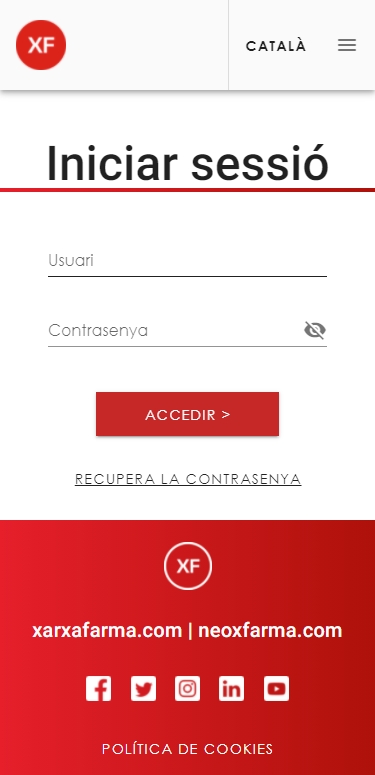 XF
CATALÀ
Iniciar sessió
Usuari
Contrasenya
ACCEDIR >
RECUPERA LA CONTRASENYA
XF
xarxafarma.com | neoxfarma.com
POLÍTICA DE COOKIES